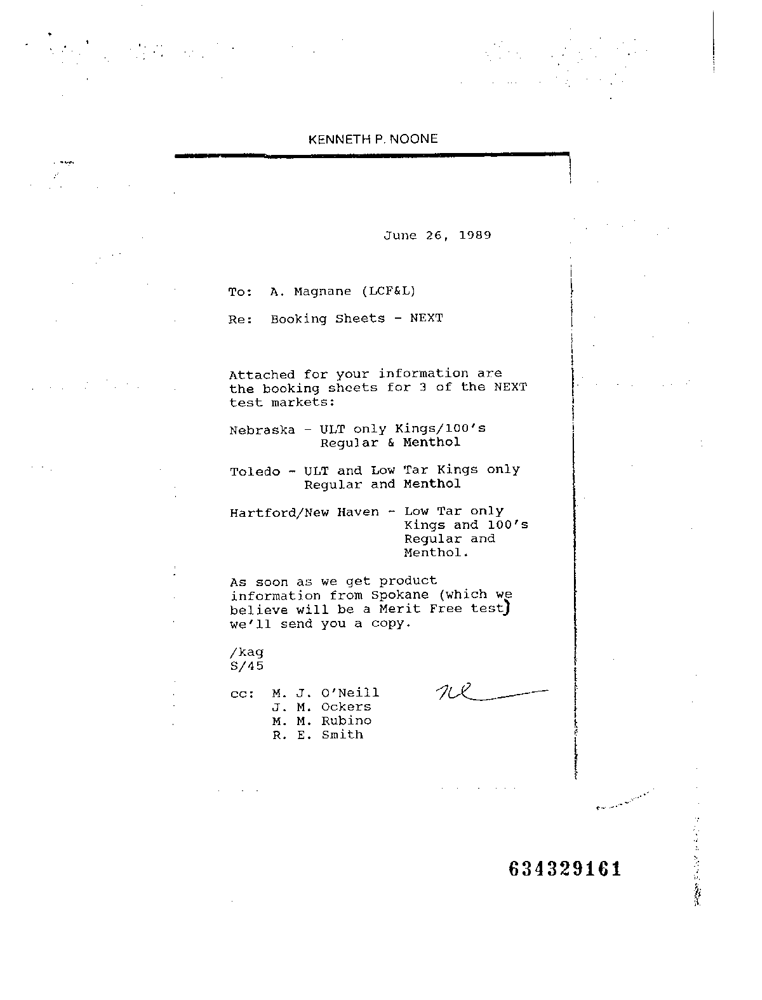 KENNETH P. NOONE
June 26, 1989
To: A. Magnane (LCF&L)
Re: Booking Sheets - NEXT
Attached for your information are
the booking sheets for 3 of the NEXT
test markets:
Nebraska - ULT only Kings/100's
Regular & Menthol
Toledo - ULT and Low Tar Kings only
Regular and Menthol
Hartford/New Haven - Low Tar only
Kings and 100's
Regular and
Menthol.
As soon as we get product
information from Spokane (which we
believe will be a Merit Free test)
we'll send you a copy.
/kag
S/45
cc: M. J. O'Neill
J. M. Ockers
M. M. Rubino
R. E. Smith
634329161